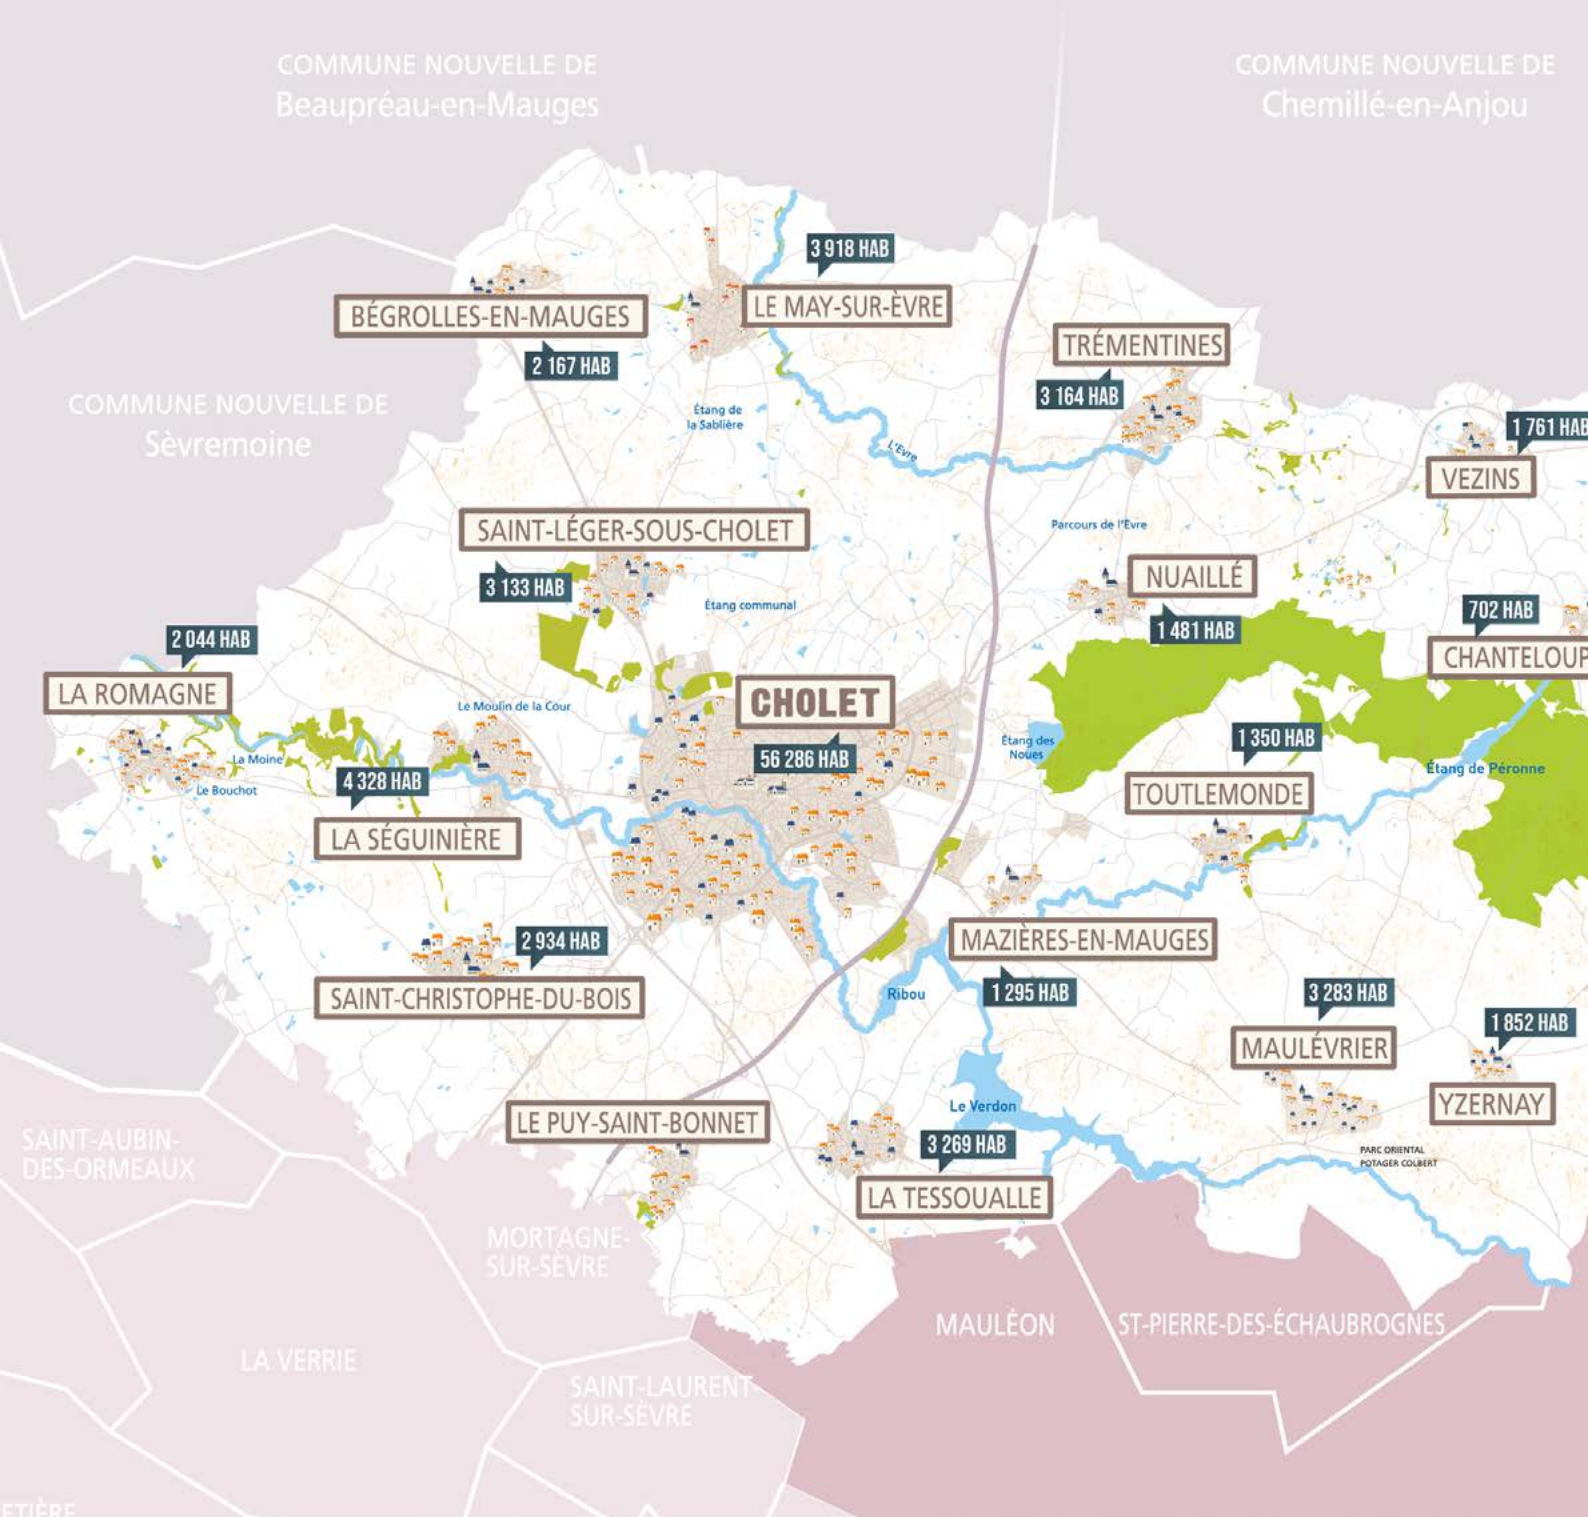 COMMUNE NOUVELLE DE
Beaupréau-en-Mauges
COMMUNE NOUVELLE DE
Chemillé-en-Anjou
3 918 HAB
LE MAY-SUR-ÈVRE
BÉGROLLES-EN-MAUGES
2 167 HAB
TRÉMENTINES
3 164 HAB
COMMUNE NOUVELLE DE
Sèvremoine
Étang de
la Sablière
L'Evre
1 761 HAB
VEZINS
SAINT-LÉGER-SOUS-CHOLET
3 133 HAB
Parcours de l'Èvre
Étang communal
NUAILLÉ
1 481 HAB
702 HAB
CHANTELOUP
2 044 HAB
LA ROMAGNE
Le Moulin de la Cour
CHOLET
56 286 HAB
Étang des
Noues
1 350 HAB
TOUTLEMONDE
Étang de Péronne
La Moine
Le Bouchot
4 328 HAB
LA SÉGUINIÈRE
2 934 HAB
SAINT-CHRISTOPHE-DU-BOIS
MAZIÈRES-EN-MAUGES
1 295 HAB
Ribou
3 283 HAB
MAULÉVRIER
1 852 HAB
YZERNAY
LE PUY-SAINT-BONNET
Le Verdon
3 269 HAB
LA TESSOUALLE
PARC ORIENTAL
POTAGER COLBERT
SAINT-AUBIN-
DES-ORMEAUX
MORTAGNE-
SUR-SÈVRE
MAULÉON
ST-PIERRE-DES-ÉCHAUBROGNES
LA VERRIE
SAINT-LAURENT-
SUR-SÈVRE